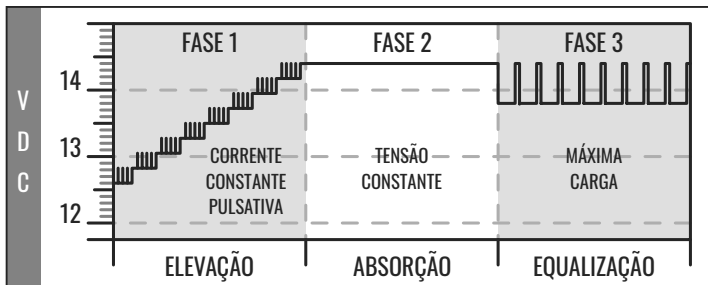 FASE 1
FASE 2
FASE 3
V
D
C
14
13
12
CORRENTE
CONSTANTE
PULSATIVA
TENSÃO
CONSTANTE
MÁXIMA
CARGA
ELEVAÇÃO
ABSORÇÃO
EQUALIZAÇÃO